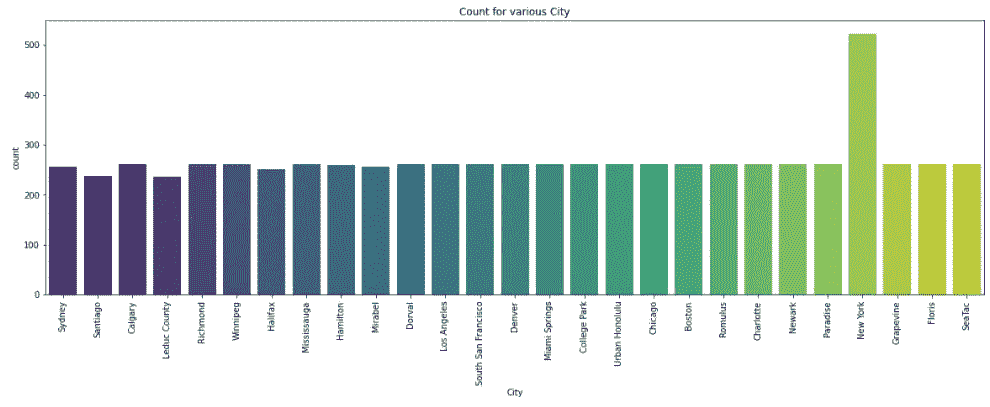 Count for various City
count
500
400
300
200
100
0
Sydney
Santiago
Calgary
Leduc County
Richmond
Winnipeg
Halifax
Mississauga
Hamilton
Mirabel
Dorval
Los Angeles
South San Francisco
Denver
Miami Springs
College Park
Urban Honolulu
Chicago
Boston
Romulus
Charlotte
Newark
Paradise
New York
Grapevine
Floris
SeaTac
City